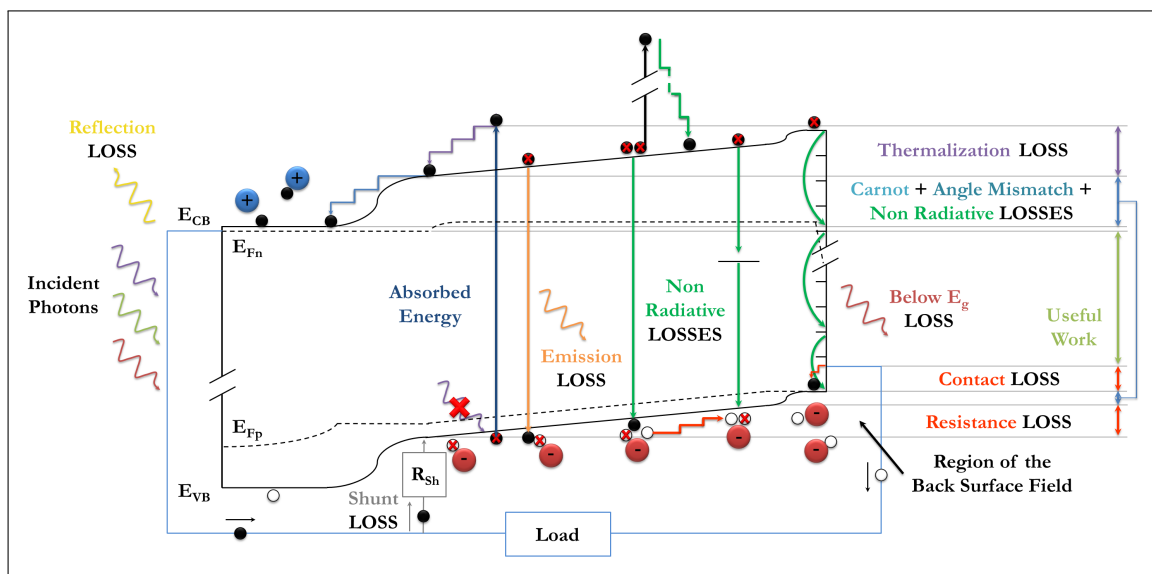 Reflection
LOSS
+
+
E_CB
E_Fn
Incident
Photons
Absorbed
Energy
Emission
LOSS
Non
Radiative
LOSSES
Below E_g
LOSS
Thermalization LOSS
Carnot + Angle Mismatch +
Non Radiative LOSSES
Useful
Work
Contact LOSS
Resistance LOSS
E_Fp
E_VB
-
-
-
-
-
-
R_Sh
Shunt
LOSS
Region of the
Back Surface Field
Load